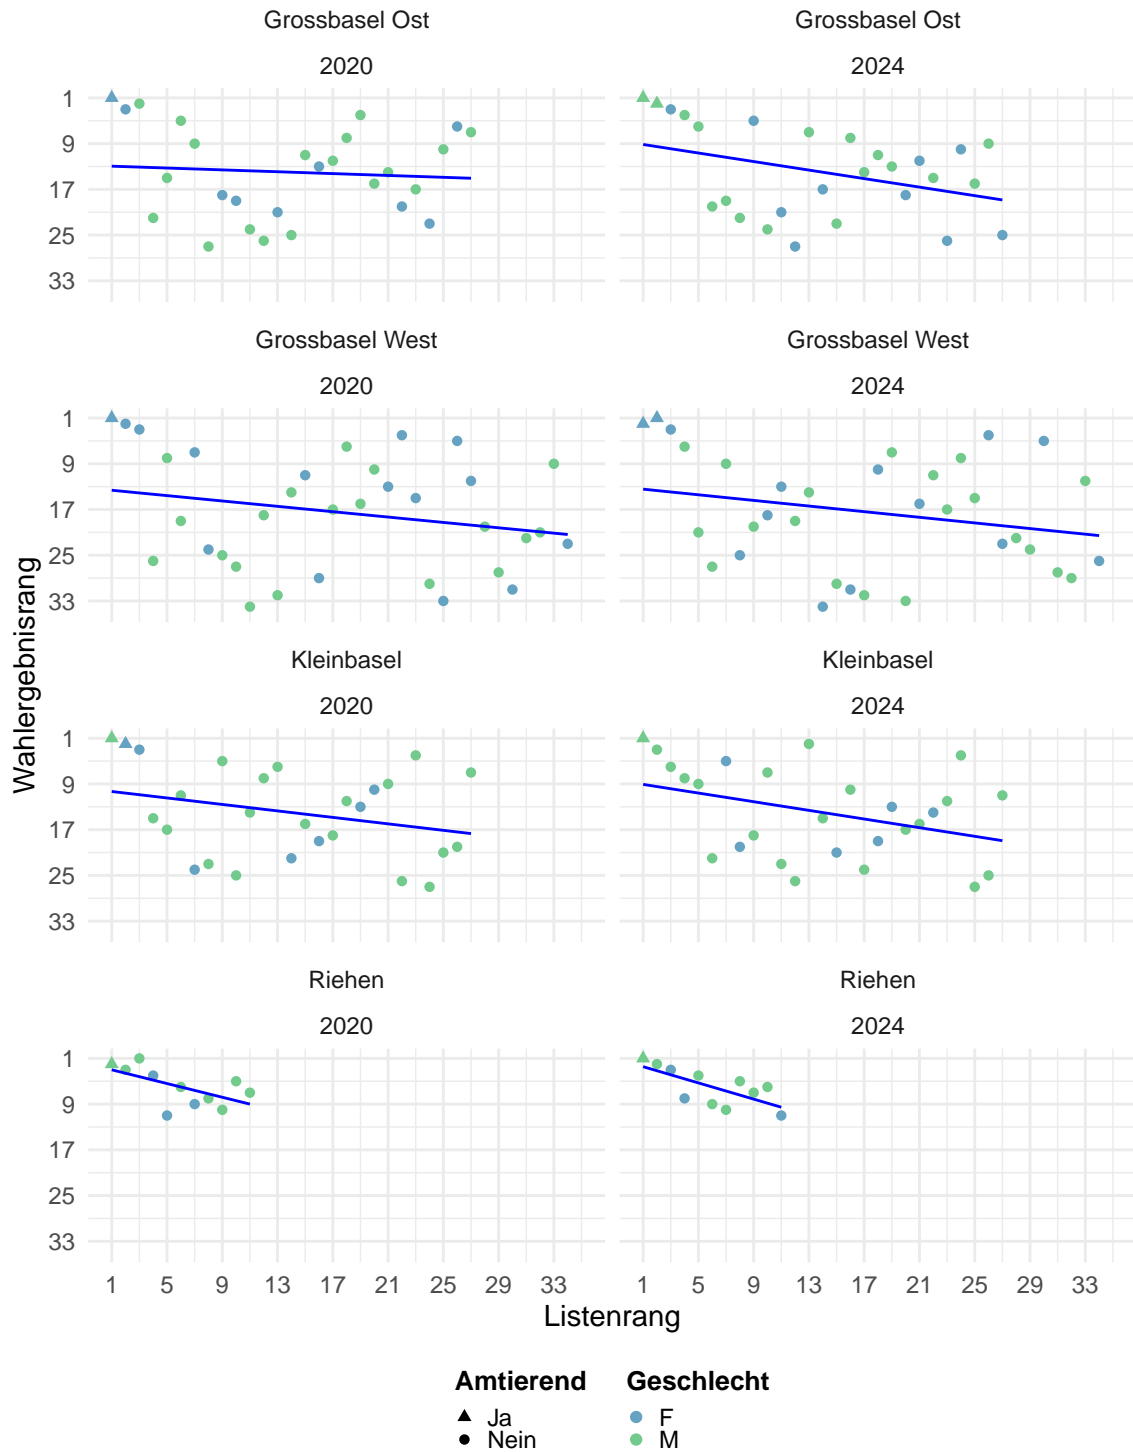 Grossbasel Ost Grossbasel Ost
2020 2024
1
9
17
25
33
Grossbasel West Grossbasel West
2020 2024
1
9
17
25
33
Kleinbasel Kleinbasel
2020 2024
1
9
17
25
33
Riehen Riehen
2020 2024
1
9
17
25
33
Wahlergebnisrang
1 5 9 13 17 21 25 29 33 1 5 9 13 17 21 25 29 33
Listenrang
Amtierend Geschlecht
Ja F
Nein M